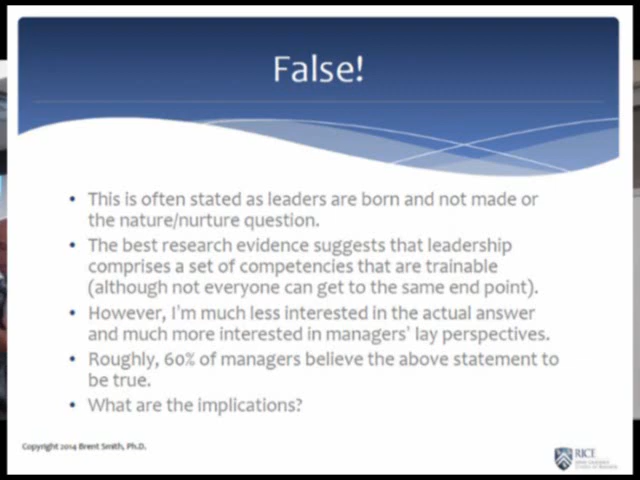 False!
• This is often stated as leaders are born and not made or
the nature/nurture question.
• The best research evidence suggests that leadership
comprises a set of competencies that are trainable
(although not everyone can get to the same end point).
• However, I'm much less interested in the actual answer
and much more interested in managers' lay perspectives.
• Roughly, 60% of managers believe the above statement to
be true.
• What are the implications?
Copyright 2014 Brent Smith, Ph.D.
RICE